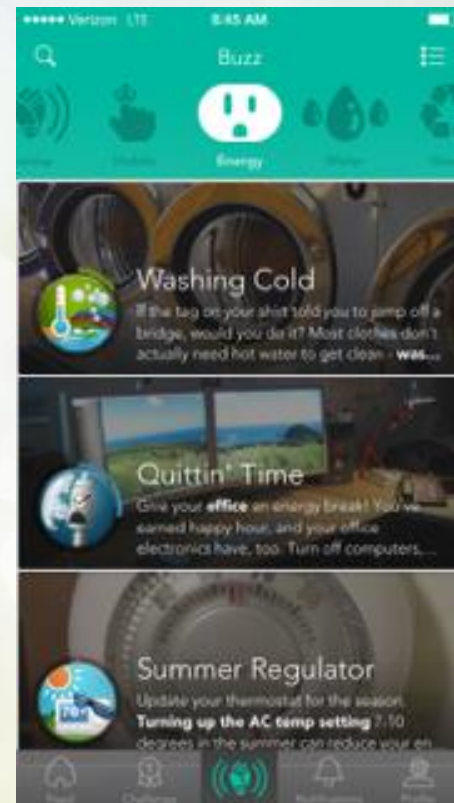 Verizon LTE 8:45 AM
Buzz
Energy
Water
Washing Cold
If the tag on your shirt told you to jump off a
bridge, would you do it? Most clothes don't
actually need hot water to get clean - was...
Quittin' Time
Give your office an energy break! You've
earned happy hour, and your office
electronics have, too. Turn off computers,...
Summer Regulator
Update your thermostat for the season.
Turning up the AC temp setting 7-10
degrees in the summer can reduce your en